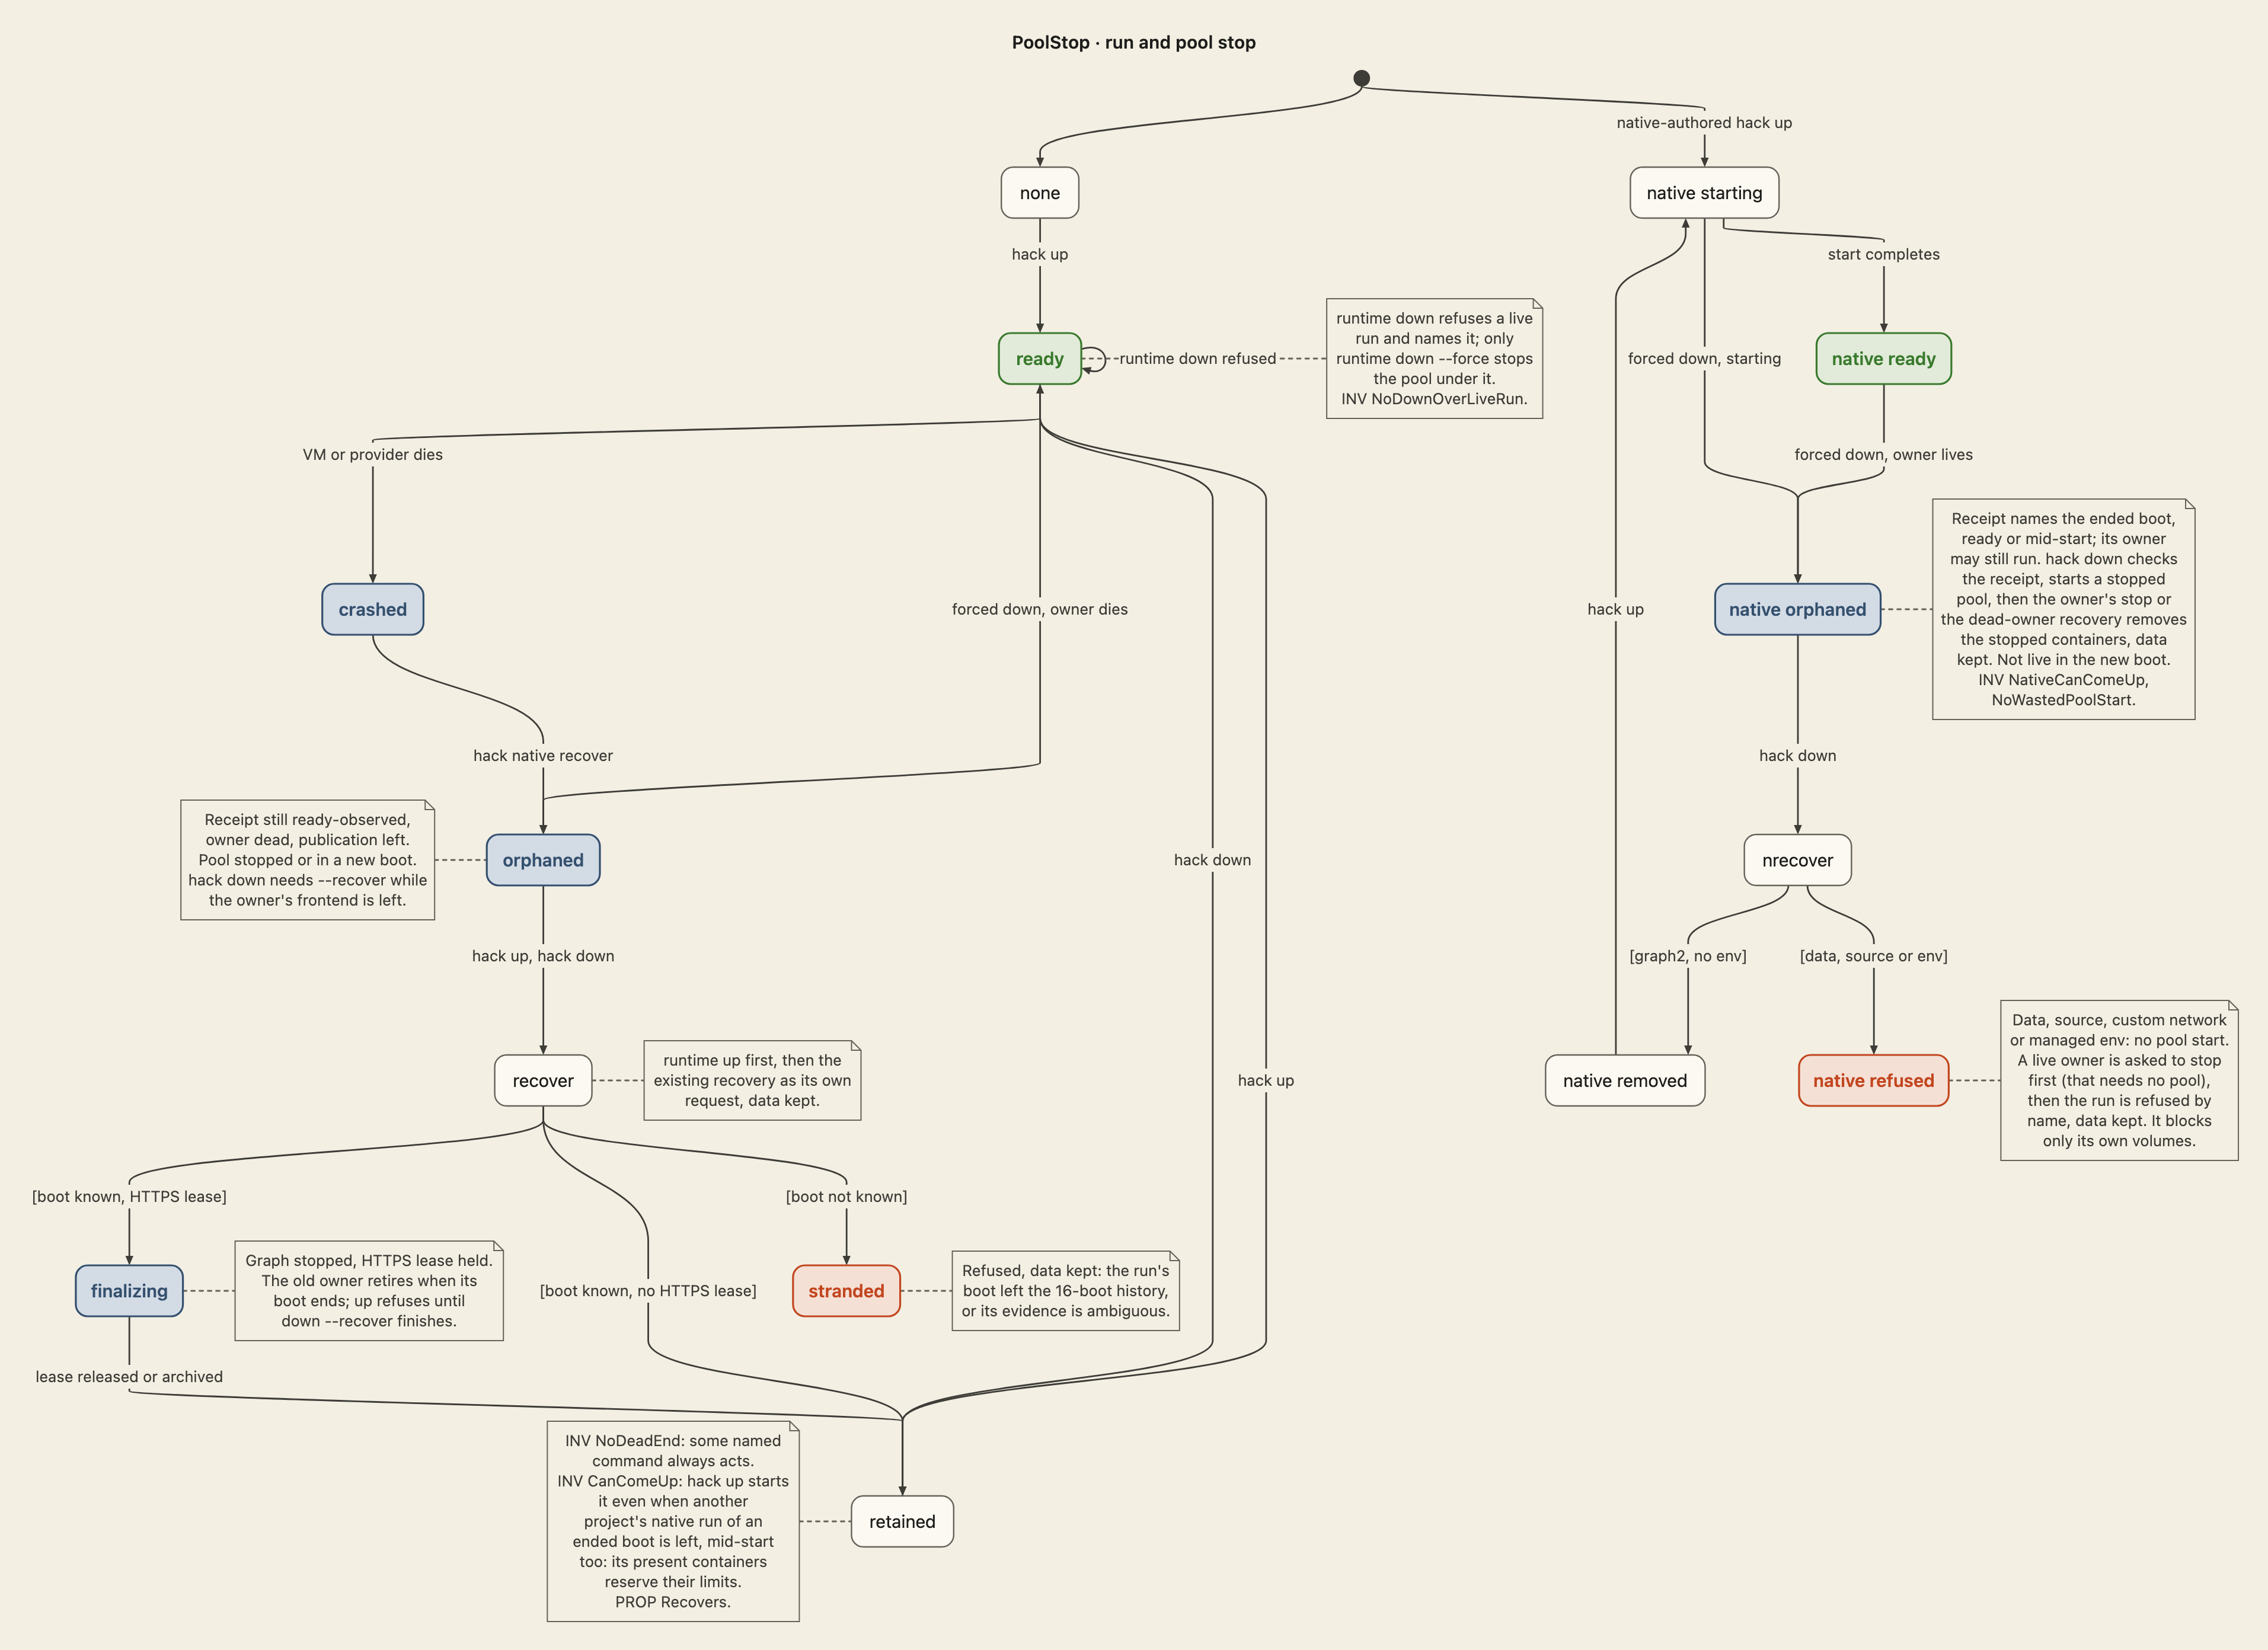 PoolStop · run and pool stop
native-authored hack up
none
native starting
hack up
start completes
runtime down refuses a live
run and names it; only
runtime down --force stops
the pool under it.
INV NoDownOverLiveRun.
ready
runtime down refused
forced down, starting
native ready
VM or provider dies
forced down, owner lives
Receipt names the ended boot,
ready or mid-start; its owner
may still run. hack down checks
the receipt, starts a stopped
pool, then the owner's stop or
the dead-owner recovery removes
the stopped containers, data
kept. Not live in the new boot.
INV NativeCanComeUp,
NoWastedPoolStart.
crashed
forced down, owner dies
hack up
native orphaned
hack native recover
hack down
Receipt still ready-observed,
owner dead, publication left.
Pool stopped or in a new boot.
hack down needs --recover while
the owner's frontend is left.
orphaned
hack down
nrecover
hack up, hack down
[graph2, no env]
[data, source or env]
runtime up first, then the
existing recovery as its own
request, data kept.
recover
hack up
native removed
native refused
Data, source, custom network
or managed env: no pool start.
A live owner is asked to stop
first (that needs no pool),
then the run is refused by
name, data kept. It blocks
only its own volumes.
[boot known, HTTPS lease]
[boot not known]
finalizing
Graph stopped, HTTPS lease held.
The old owner retires when its
boot ends; up refuses until
down --recover finishes.
[boot known, no HTTPS lease]
stranded
Refused, data kept: the run's
boot left the 16-boot history,
or its evidence is ambiguous.
lease released or archived
INV NoDeadEnd: some named
command always acts.
INV CanComeUp: hack up starts
it even when another
project's native run of an
ended boot is left, mid-start
too: its present containers
reserve their limits.
PROP Recovers.
retained